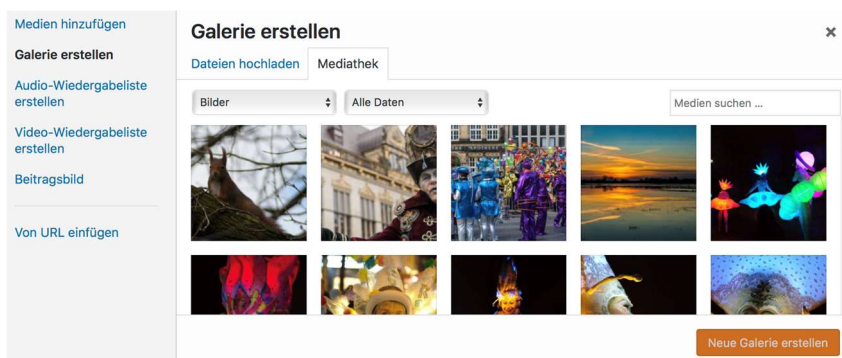 Medien hinzufügen
Galerie erstellen
Audio-Wiedergabeliste
erstellen
Video-Wiedergabeliste
erstellen
Beitragsbild
Von URL einfügen
Galerie erstellen
Dateien hochladen
Mediathek
Bilder
Alle Daten
Medien suchen ...
Neue Galerie erstellen